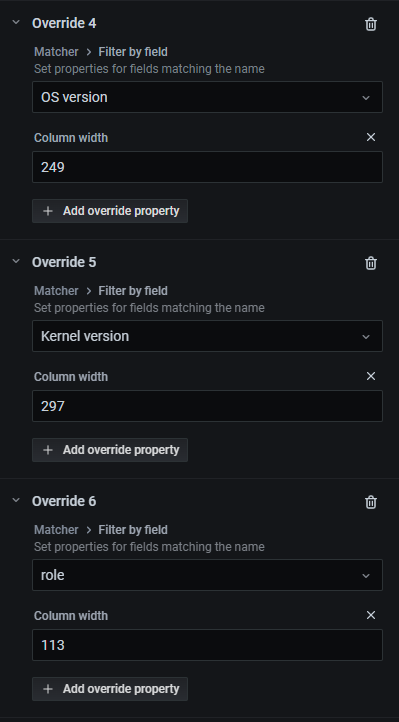 Override 4
Matcher > Filter by field
Set properties for fields matching the name
OS version
Column width
249
+ Add override property
Override 5
Matcher > Filter by field
Set properties for fields matching the name
Kernel version
Column width
297
+ Add override property
Override 6
Matcher > Filter by field
Set properties for fields matching the name
role
Column width
113
+ Add override property